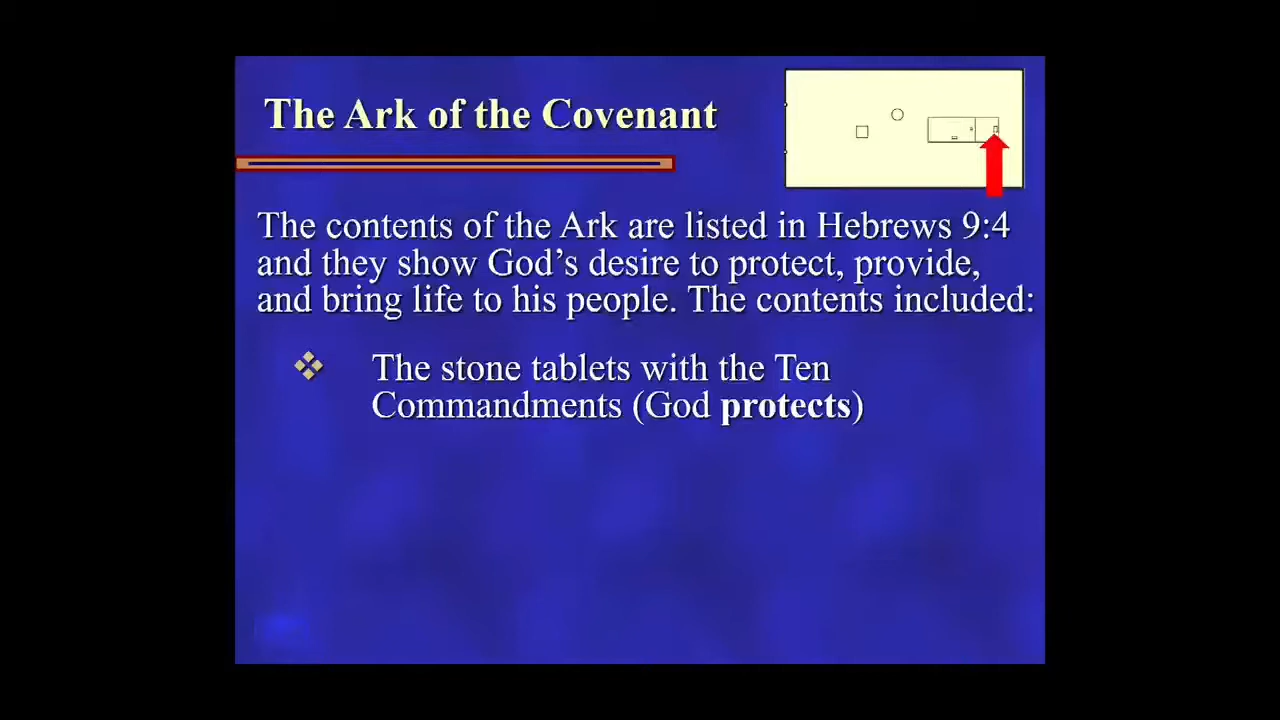 The Ark of the Covenant
The contents of the Ark are listed in Hebrews 9:4
and they show God's desire to protect, provide,
and bring life to his people. The contents included:
The stone tablets with the Ten
Commandments (God protects)